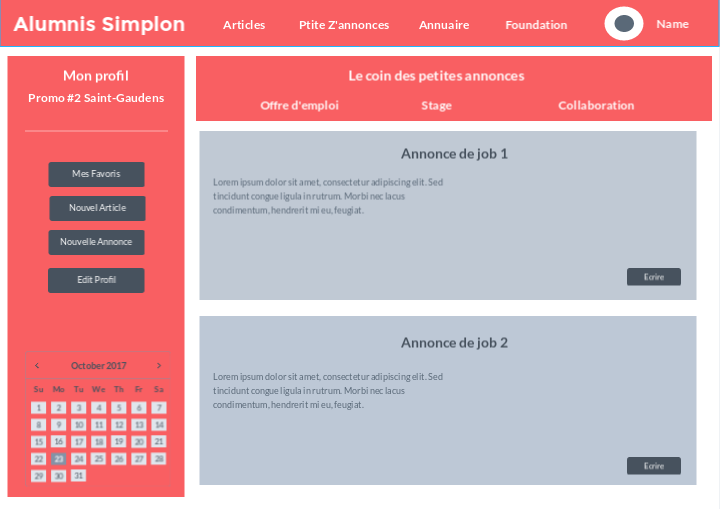 Alumnis Simplon
Articles
Ptite Z'annonces
Annuaire
Foundation
Name
Mon profil
Promo #2 Saint-Gaudens
Mes Favoris
Nouvel Article
Nouvelle Annonce
Edit Profil
< October 2017 >
Su Mo Tu We Th Fr Sa
1 2 3 4 5 6 7
8 9 10 11 12 13 14
15 16 17 18 19 20 21
22 23 24 25 26 27 28
29 30 31
Le coin des petites annonces
Offre d'emploi
Stage
Collaboration
Annonce de job 1
Lorem ipsum dolor sit amet, consectetur adipiscing elit. Sed
tincidunt congue ligula in rutrum. Morbi nec lacus
condimentum, hendrerit mi eu, feugiat.
Ecrire
Annonce de job 2
Lorem ipsum dolor sit amet, consectetur adipiscing elit. Sed
tincidunt congue ligula in rutrum. Morbi nec lacus
condimentum, hendrerit mi eu, feugiat.
Ecrire